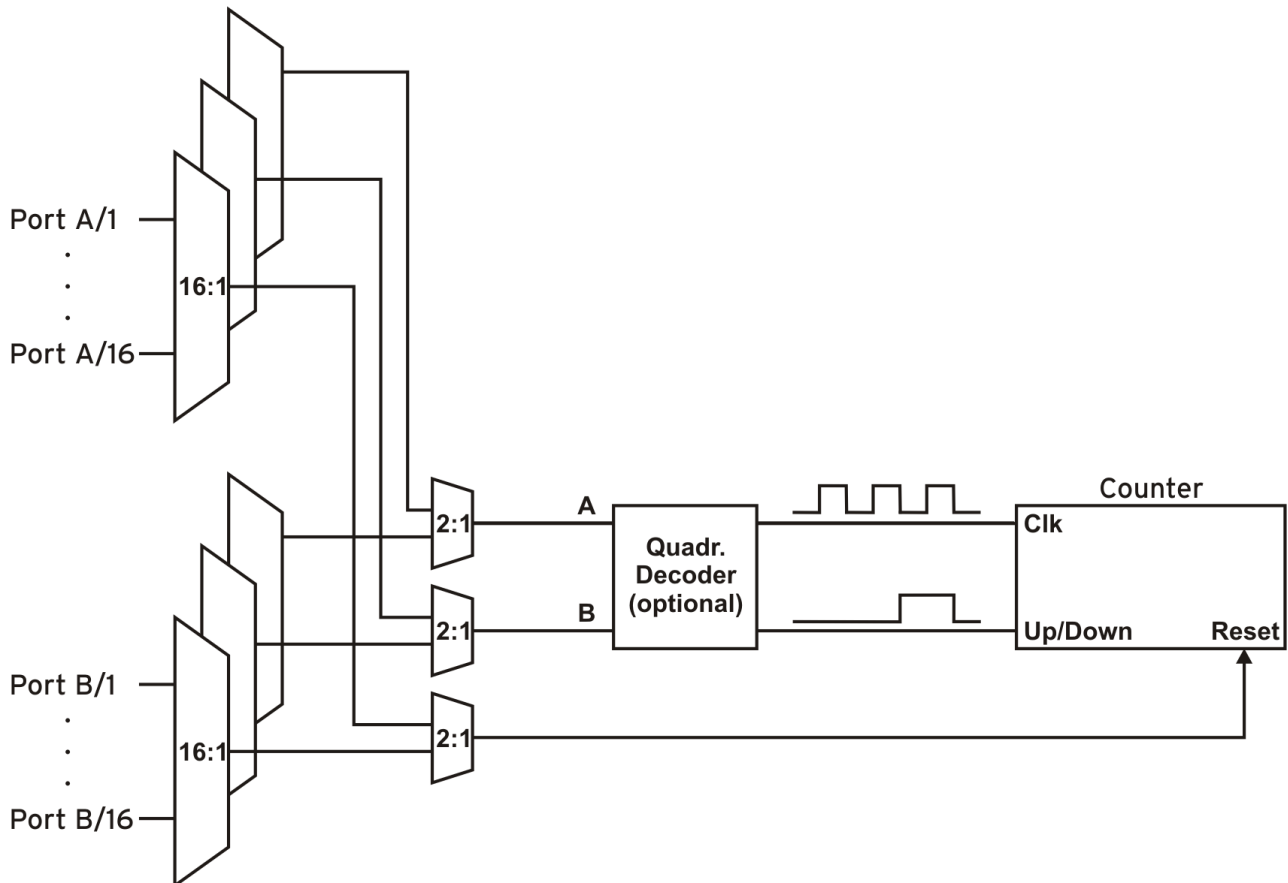 Port A/1
.
.
.
Port A/16
16:1
Port B/1
.
.
.
Port B/16
16:1
2:1
2:1
2:1
A
B
Quadr.
Decoder
(optional)
Counter
Clk
Up/Down
Reset